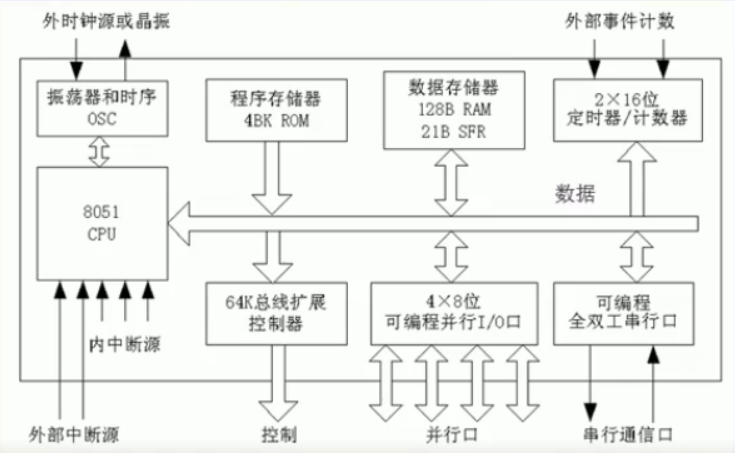 外时钟源或晶振
外部事件计数
振荡器和时序
OSC
程序存储器
4BK ROM
数据存储器
128B RAM
21B SFR
2×16位
定时器/计数器
8051
CPU
数据
64K总线扩展
控制器
4×8位
可编程并行I/O口
可编程
全双工串行口
内中断源
外部中断源
控制
并行口
串行通信口